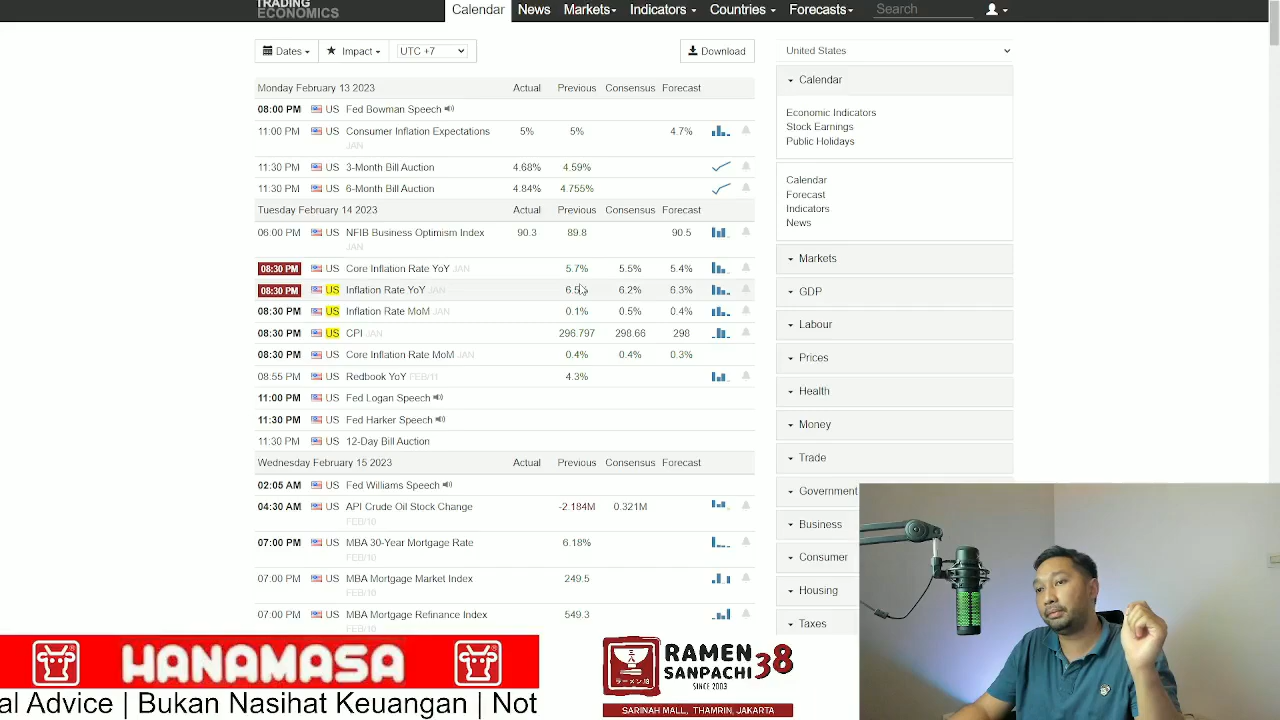 TRADING
ECONOMICS
Calendar News Markets Indicators Countries Forecasts Search
Dates Impact UTC +7 Download
United States
Monday February 13 2023 Actual Previous Consensus Forecast
08:00 PM US Fed Bowman Speech
11:00 PM US Consumer Inflation Expectations 5% 5% 4.7%
JAN
11:30 PM US 3-Month Bill Auction 4.68% 4.59%
11:30 PM US 6-Month Bill Auction 4.84% 4.755%
Tuesday February 14 2023 Actual Previous Consensus Forecast
06:00 PM US NFIB Business Optimism Index 90.3 89.8 90.5
JAN
08:30 PM US Core Inflation Rate YoY JAN 5.7% 5.5% 5.4%
08:30 PM US Inflation Rate YoY JAN 6.5% 6.2% 6.3%
08:30 PM US Inflation Rate MoM JAN 0.1% 0.5% 0.4%
08:30 PM US CPI JAN 296.797 298.66 298
08:30 PM US Core Inflation Rate MoM JAN 0.4% 0.4% 0.3%
08:55 PM US Redbook YoY FEB/11 4.3%
11:00 PM US Fed Logan Speech
11:30 PM US Fed Harker Speech
11:30 PM US 12-Day Bill Auction
Wednesday February 15 2023 Actual Previous Consensus Forecast
02:05 AM US Fed Williams Speech
04:30 AM US API Crude Oil Stock Change -2.184M 0.321M
FEB/10
07:00 PM US MBA 30-Year Mortgage Rate 6.18%
FEB/10
07:00 PM US MBA Mortgage Market Index 249.5
FEB/10
07:00 PM US MBA Mortgage Refinance Index 549.3
FEB/10
Calendar
Economic Indicators
Stock Earnings
Public Holidays
Calendar
Forecast
Indicators
News
Markets
GDP
Labour
Prices
Health
Money
Trade
Government
Business
Consumer
Housing
Taxes
HANAMASA
RAMEN
SANPACHI 38
SINCE 2003
ラーメン38
SARINAH MALL, THAMRIN, JAKARTA
al Advice | Bukan Nasihat Keuangan | Not